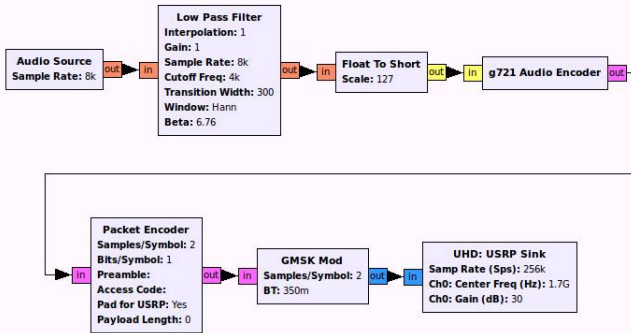 Audio Source
Sample Rate: 8k
out
in
Low Pass Filter
Interpolation: 1
Gain: 1
Sample Rate: 8k
Cutoff Freq: 4k
Transition Width: 300
Window: Hann
Beta: 6.76
out
in
Float To Short
Scale: 127
out
in
g721 Audio Encoder
out
in
Packet Encoder
Samples/Symbol: 2
Bits/Symbol: 1
Preamble:
Access Code:
Pad for USRP: Yes
Payload Length: 0
out
in
GMSK Mod
Samples/Symbol: 2
BT: 350m
out
in
UHD: USRP Sink
Samp Rate (Sps): 256k
Ch0: Center Freq (Hz): 1.7G
Ch0: Gain (dB): 30